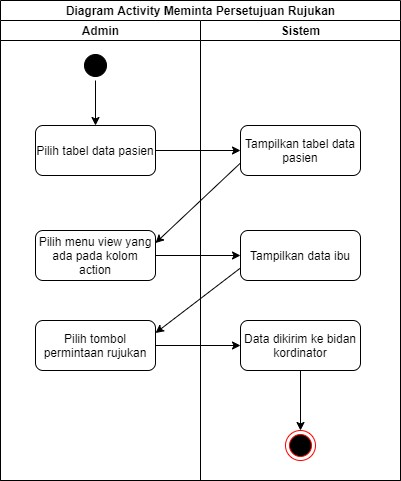 Diagram Activity Meminta Persetujuan Rujukan
Admin
Sistem
Pilih tabel data pasien
Tampilkan tabel data
pasien
Pilih menu view yang
ada pada kolom
action
Tampilkan data ibu
Pilih tombol
permintaan rujukan
Data dikirim ke bidan
kordinator